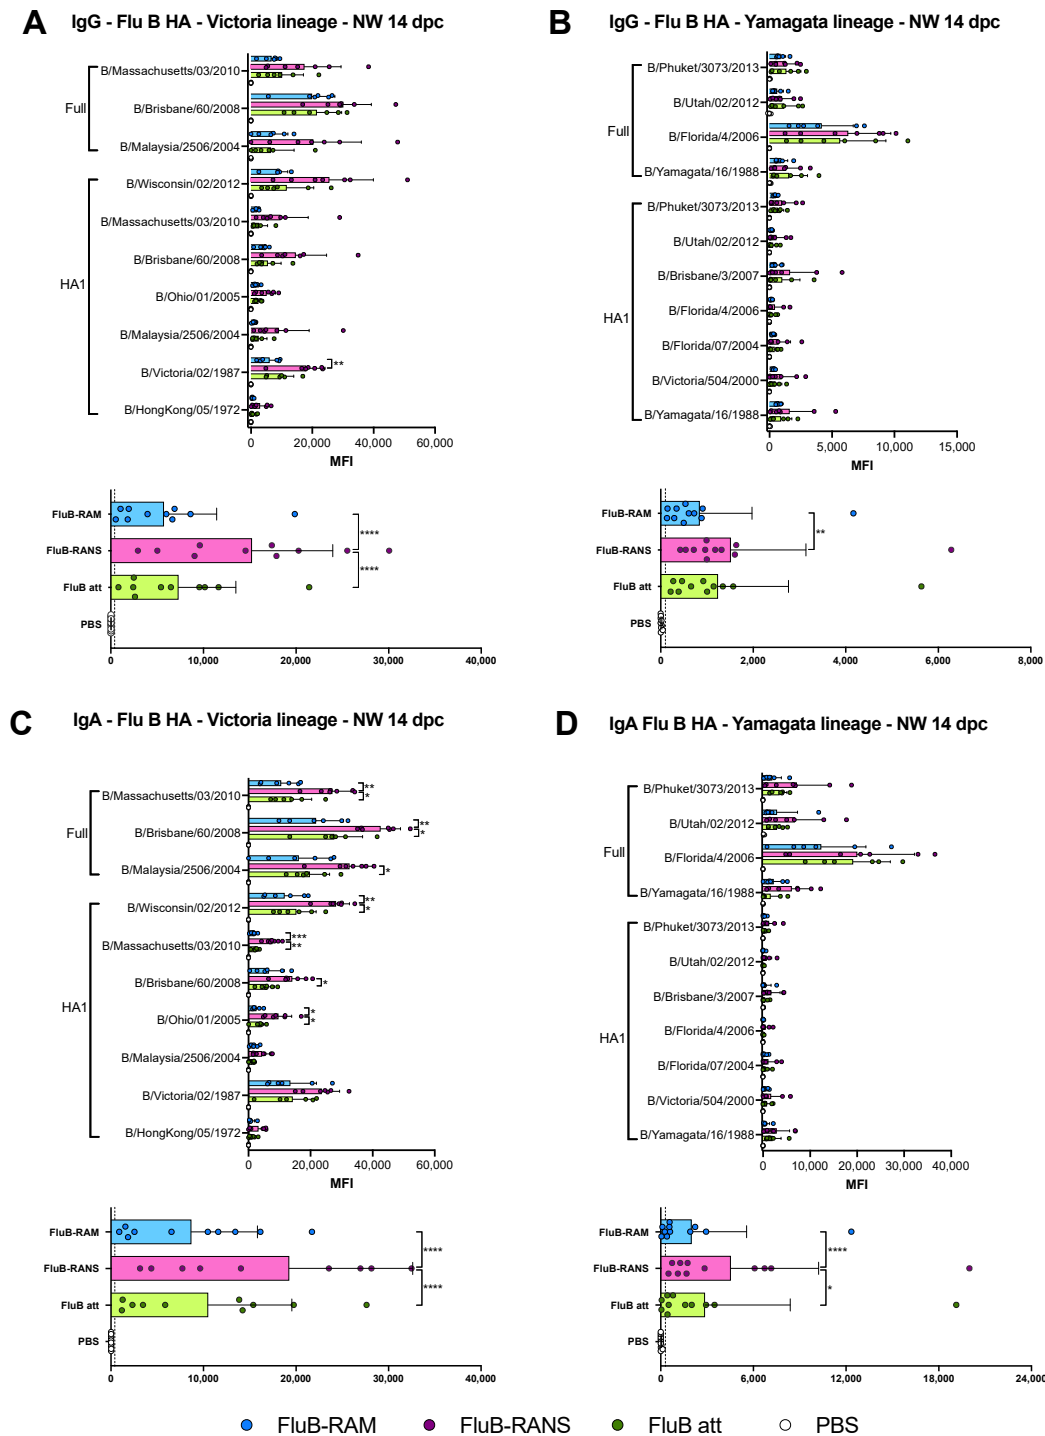 A
IgG - Flu B HA - Victoria lineage - NW 14 dpc
Full
B/Massachusetts/03/2010
B/Brisbane/60/2008
B/Malaysia/2506/2004
HA1
B/Wisconsin/02/2012
B/Massachusetts/03/2010
B/Brisbane/60/2008
B/Ohio/01/2005
B/Malaysia/2506/2004
B/Victoria/02/1987
**
B/HongKong/05/1972
0 20,000 40,000 60,000
MFI
FluB-RAM
****
FluB-RANS
****
FluB att
PBS
0 10,000 20,000 30,000 40,000
B
IgG - Flu B HA - Yamagata lineage - NW 14 dpc
Full
B/Phuket/3073/2013
B/Utah/02/2012
B/Florida/4/2006
B/Yamagata/16/1988
HA1
B/Phuket/3073/2013
B/Utah/02/2012
B/Brisbane/3/2007
B/Florida/4/2006
B/Florida/07/2004
B/Victoria/504/2000
B/Yamagata/16/1988
0 5,000 10,000 15,000
MFI
FluB-RAM
**
FluB-RANS
FluB att
PBS
0 2,000 4,000 6,000 8,000
C
IgA - Flu B HA - Victoria lineage - NW 14 dpc
Full
B/Massachusetts/03/2010
**
*
B/Brisbane/60/2008
**
*
B/Malaysia/2506/2004
*
HA1
B/Wisconsin/02/2012
**
*
B/Massachusetts/03/2010
***
**
B/Brisbane/60/2008
*
B/Ohio/01/2005
*
*
B/Malaysia/2506/2004
B/Victoria/02/1987
B/HongKong/05/1972
0 20,000 40,000 60,000
MFI
FluB-RAM
****
FluB-RANS
****
FluB att
PBS
0 10,000 20,000 30,000 40,000
D
IgA Flu B HA - Yamagata lineage - NW 14 dpc
Full
B/Phuket/3073/2013
B/Utah/02/2012
B/Florida/4/2006
B/Yamagata/16/1988
HA1
B/Phuket/3073/2013
B/Utah/02/2012
B/Brisbane/3/2007
B/Florida/4/2006
B/Florida/07/2004
B/Victoria/504/2000
B/Yamagata/16/1988
0 10,000 20,000 30,000 40,000
MFI
FluB-RAM
****
FluB-RANS
*
FluB att
PBS
0 6,000 12,000 18,000 24,000
FluB-RAM FluB-RANS FluB att PBS